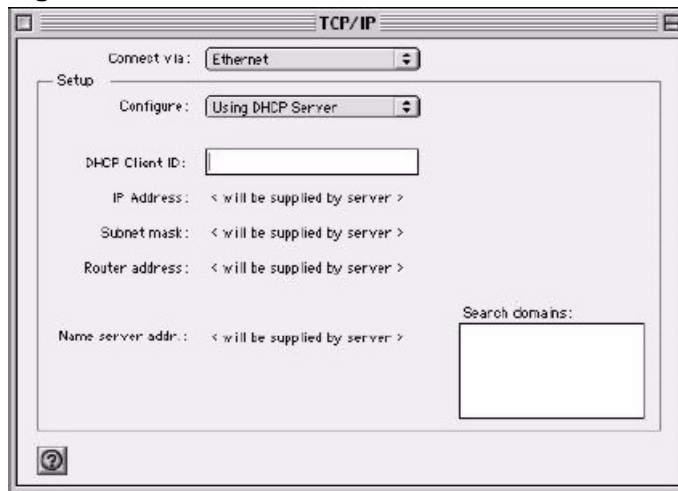 TCP/IP
Connect via: Ethernet
Setup
Configure: Using DHCP Server
DHCP Client ID:
IP Address: < will be supplied by server >
Subnet mask: < will be supplied by server >
Router address: < will be supplied by server >
Search domains:
Name server addr.: < will be supplied by server >
?